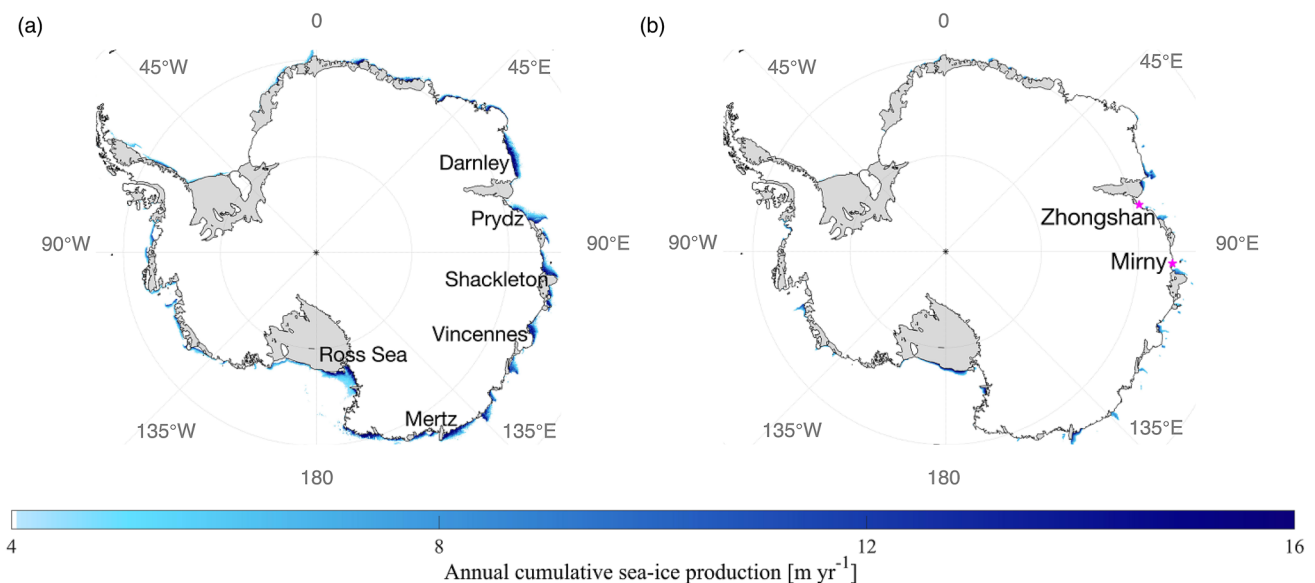 (a)
0
45°W
45°E
Darnley
Prydz
90°W
90°E
Shackleton
Vincennes
Ross Sea
Mertz
135°W
135°E
180
(b)
0
45°W
45°E
Zhongshan
90°W
90°E
Mirny
135°W
135°E
180
4 8 12 16
Annual cumulative sea-ice production [m yr⁻¹]